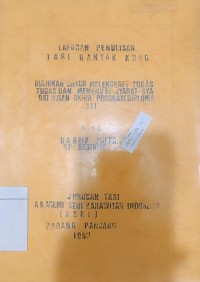 LAPORAN PENULISAN
TARI RANTAK KUDO
DIAJUKAN UNTUK MELENGKAPI TUGAS
TUGAS DAN MEMENUHI SYARAT-SYA
RAT UJIAN AKHIR PROGRAM DIPLOMA
III
DARMA
JURUSAN TARI
AKADEMI SENI KARAWITAN INDONESIA
(ASKI)
PADANG PANJANG